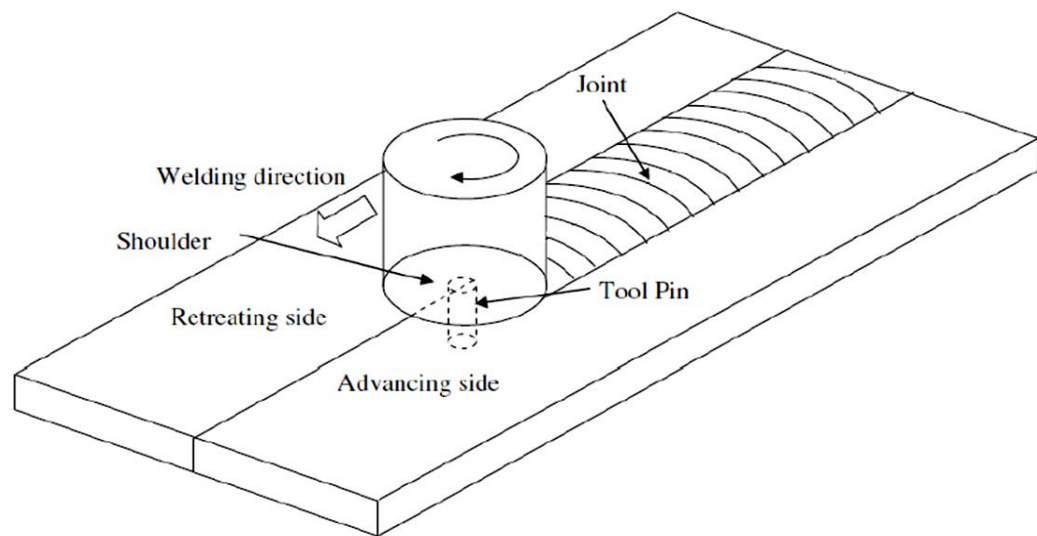 Joint
Welding direction
Shoulder
Tool Pin
Retreating side
Advancing side